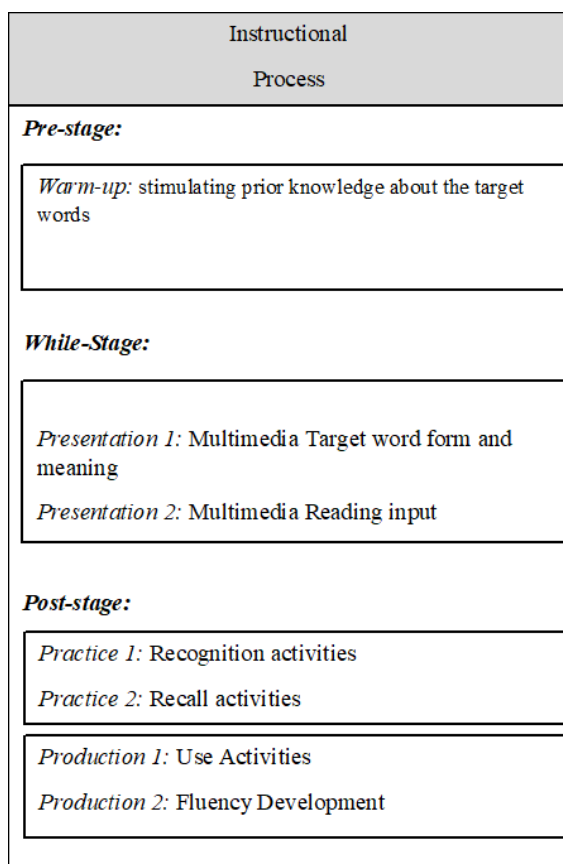 Instructional
Process
Pre-stage:
Warm-up: stimulating prior knowledge about the target
words
While-Stage:
Presentation 1: Multimedia Target word form and
meaning
Presentation 2: Multimedia Reading input
Post-stage:
Practice 1: Recognition activities
Practice 2: Recall activities
Production 1: Use Activities
Production 2: Fluency Development